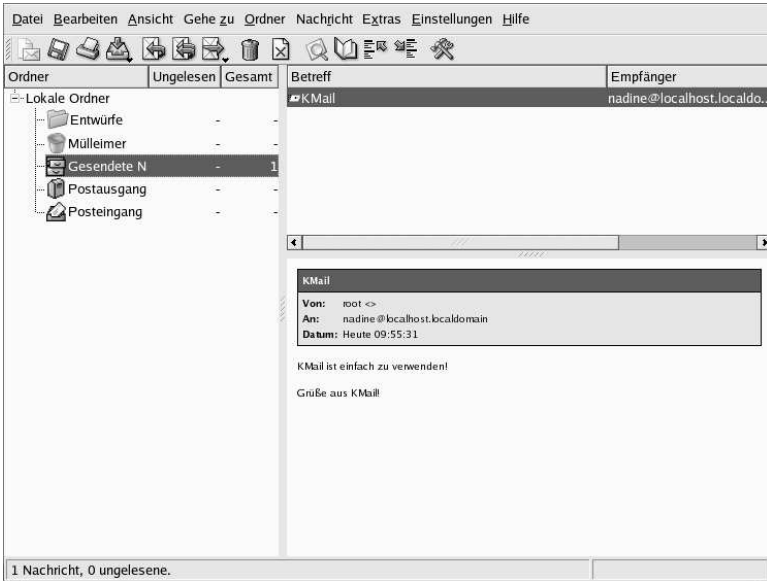 Datei Bearbeiten Ansicht Gehe zu Ordner Nachricht Extras Einstellungen Hilfe
Ordner Ungelesen Gesamt
Lokale Ordner
Entwürfe - -
Mülleimer - -
Gesendete N - 1
Postausgang - -
Posteingang - -
Betreff Empfänger
KMail nadine@localhost.localdo..
KMail
Von: root <>
An: nadine@localhost.localdomain
Datum: Heute 09:55:31
KMail ist einfach zu verwenden!
Grüße aus KMail!
1 Nachricht, 0 ungelesene.